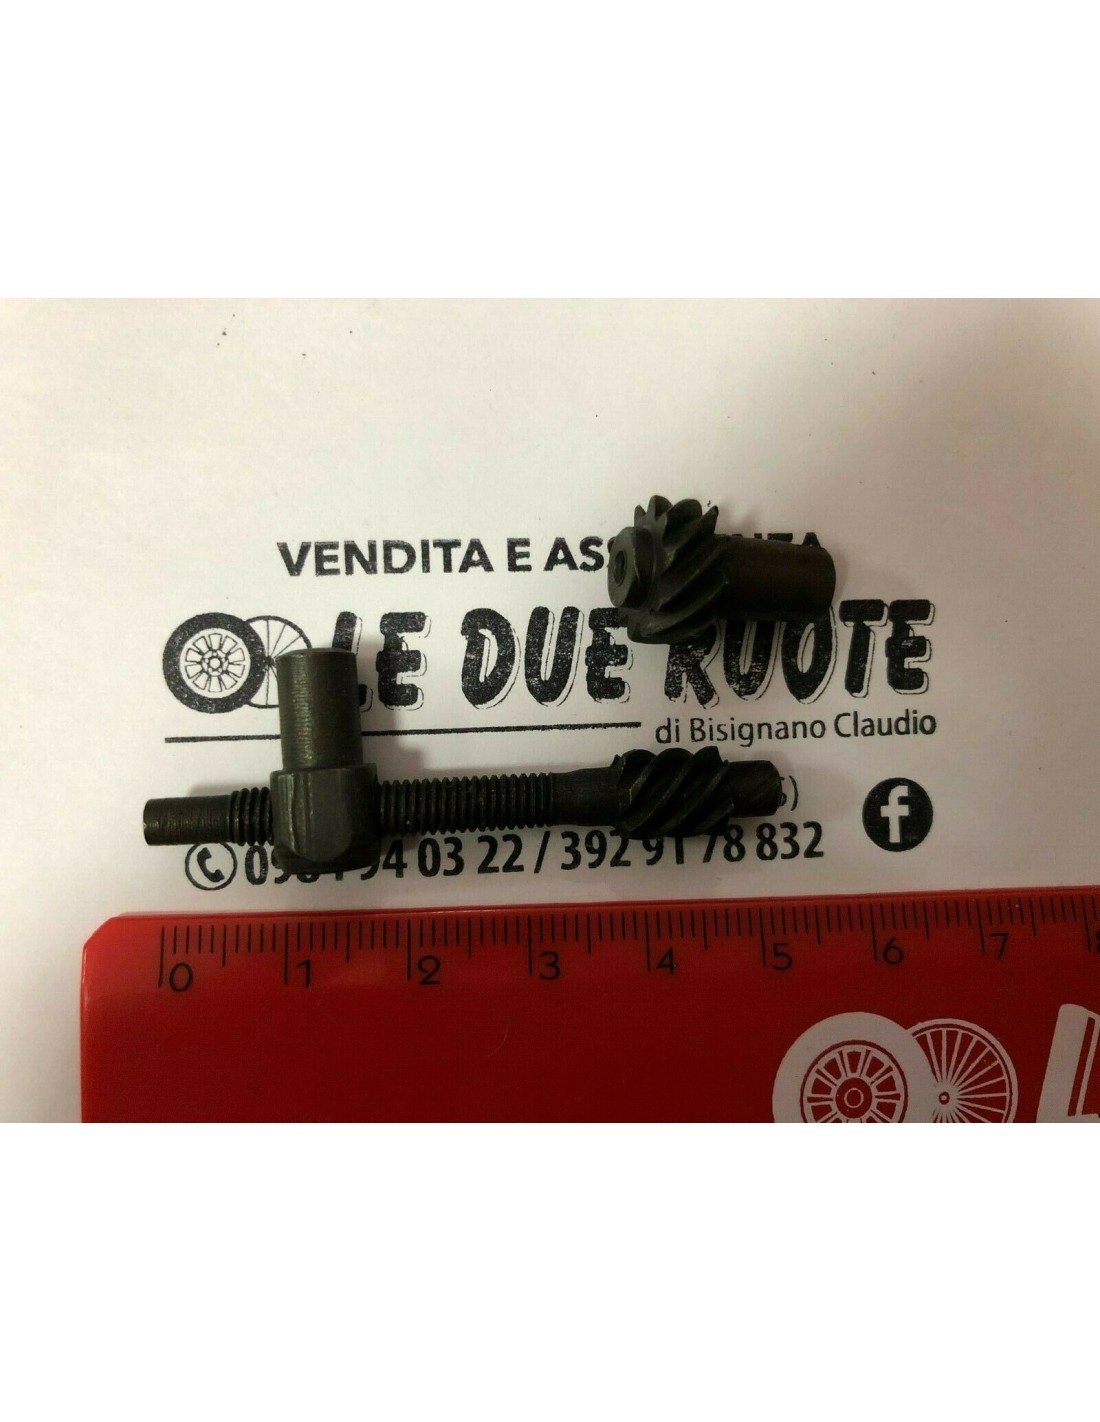 VENDITA E
LE DUE RUOTE
di Bisignano Claudio
03 22 / 392 91 78 832
f
0 1 2 3 4 5 6 7